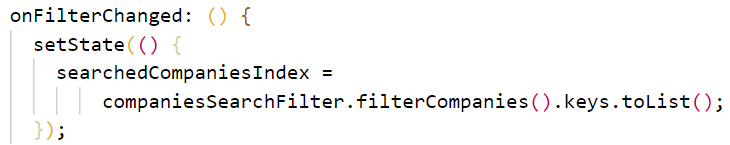 onFilterChanged: () {
  setState(() {
    searchedCompaniesIndex =
        companiesSearchFilter.filterCompanies().keys.toList();
  });